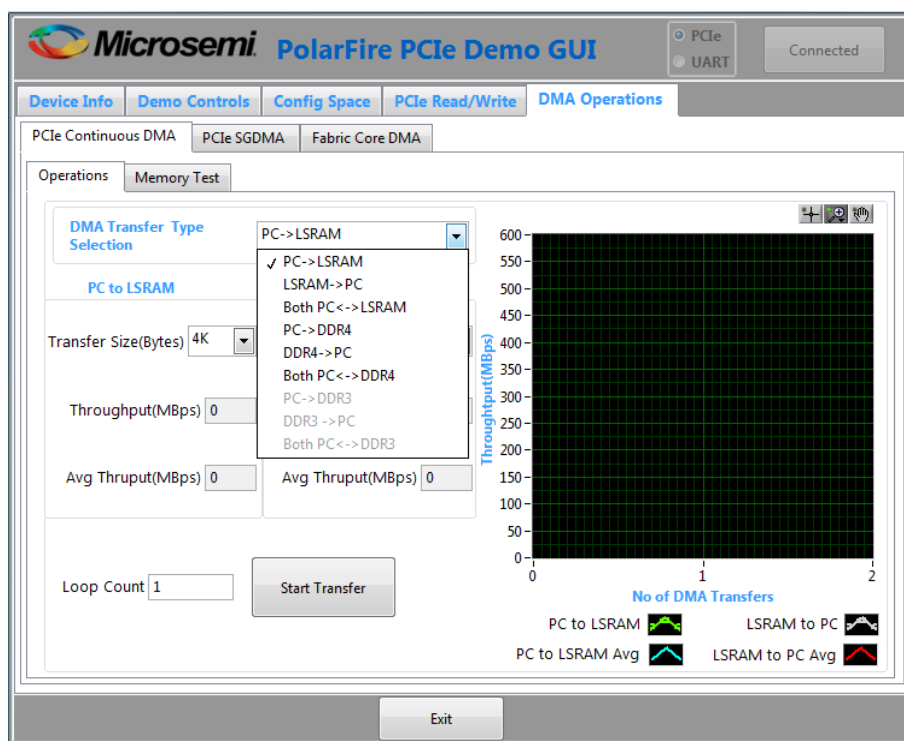 Microsemi. PolarFire PCIe Demo GUI
PCIe
UART
Connected
Device Info
Demo Controls
Config Space
PCIe Read/Write
DMA Operations
PCIe Continuous DMA
PCIe SGDMA
Fabric Core DMA
Operations
Memory Test
DMA Transfer Type
Selection
PC->LSRAM
PC->LSRAM
LSRAM->PC
Both PC<->LSRAM
PC->DDR4
DDR4->PC
Both PC<->DDR4
PC->DDR3
DDR3 ->PC
Both PC<->DDR3
PC to LSRAM
Transfer Size(Bytes) 4K
Throughput(MBps) 0
Avg Thruput(MBps) 0
Avg Thruput(MBps) 0
Loop Count 1
Start Transfer
Throughtput(MBps)
600
550
500
450
400
350
300
250
200
150
100
50
0
0 1 2
No of DMA Transfers
PC to LSRAM
LSRAM to PC
PC to LSRAM Avg
LSRAM to PC Avg
Exit